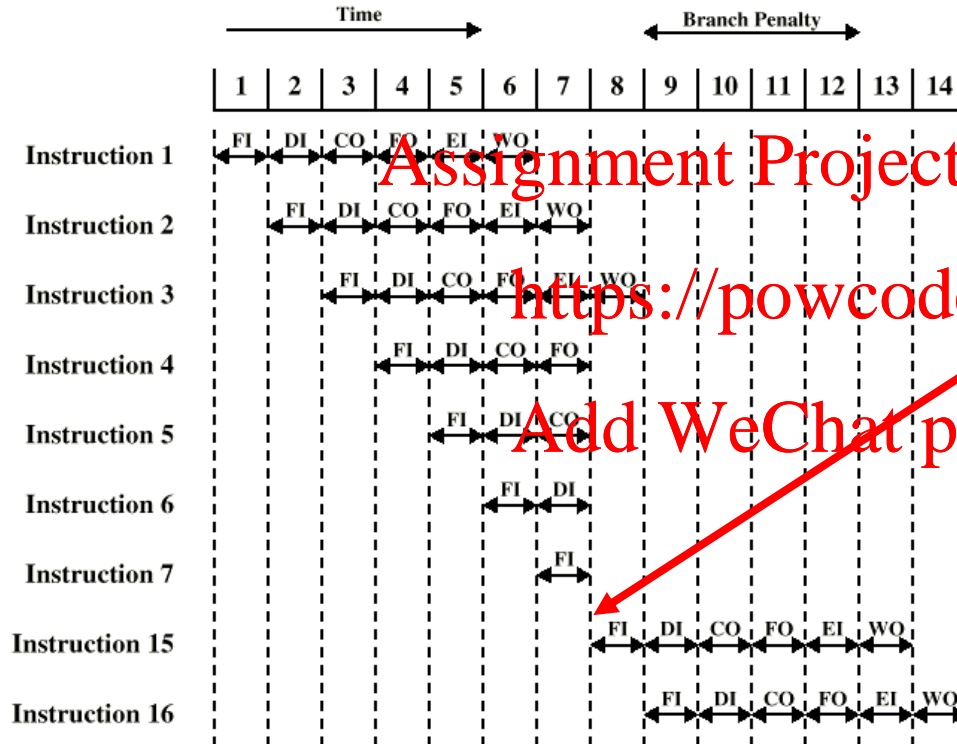 Time
Branch Penalty
1 2 3 4 5 6 7 8 9 10 11 12 13 14
Instruction 1 FI DI CO FO EI WO
Assignment Project
Instruction 2 FI DI CO FO EI WO
Instruction 3 FI DI CO FO EI WO
https://powcod
Instruction 4 FI DI CO FO
Instruction 5 FI DI CO
Add WeChat p
Instruction 6 FI DI
Instruction 7 FI
Instruction 15 FI DI CO FO EI WO
Instruction 16 FI DI CO FO EI WO